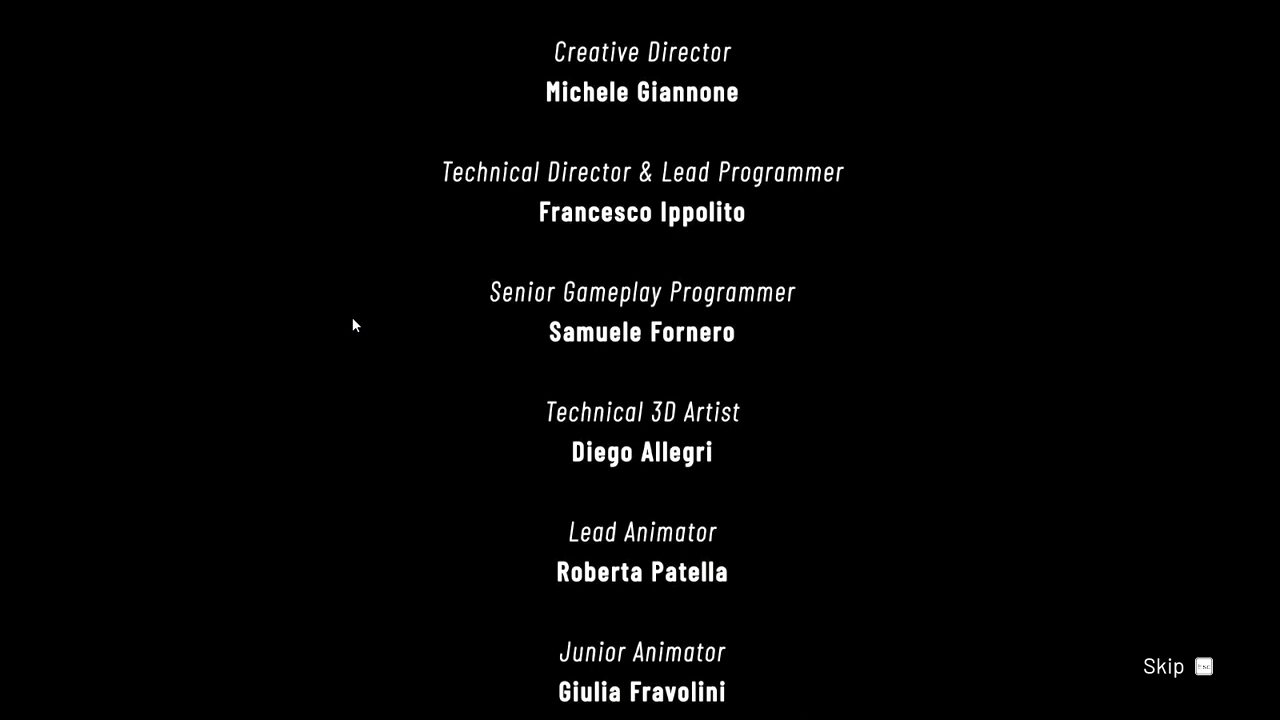 Creative Director
Michele Giannone
Technical Director & Lead Programmer
Francesco Ippolito
Senior Gameplay Programmer
Samuele Fornero
Technical 3D Artist
Diego Allegri
Lead Animator
Roberta Patella
Junior Animator
Giulia Fravolini
Skip Esc